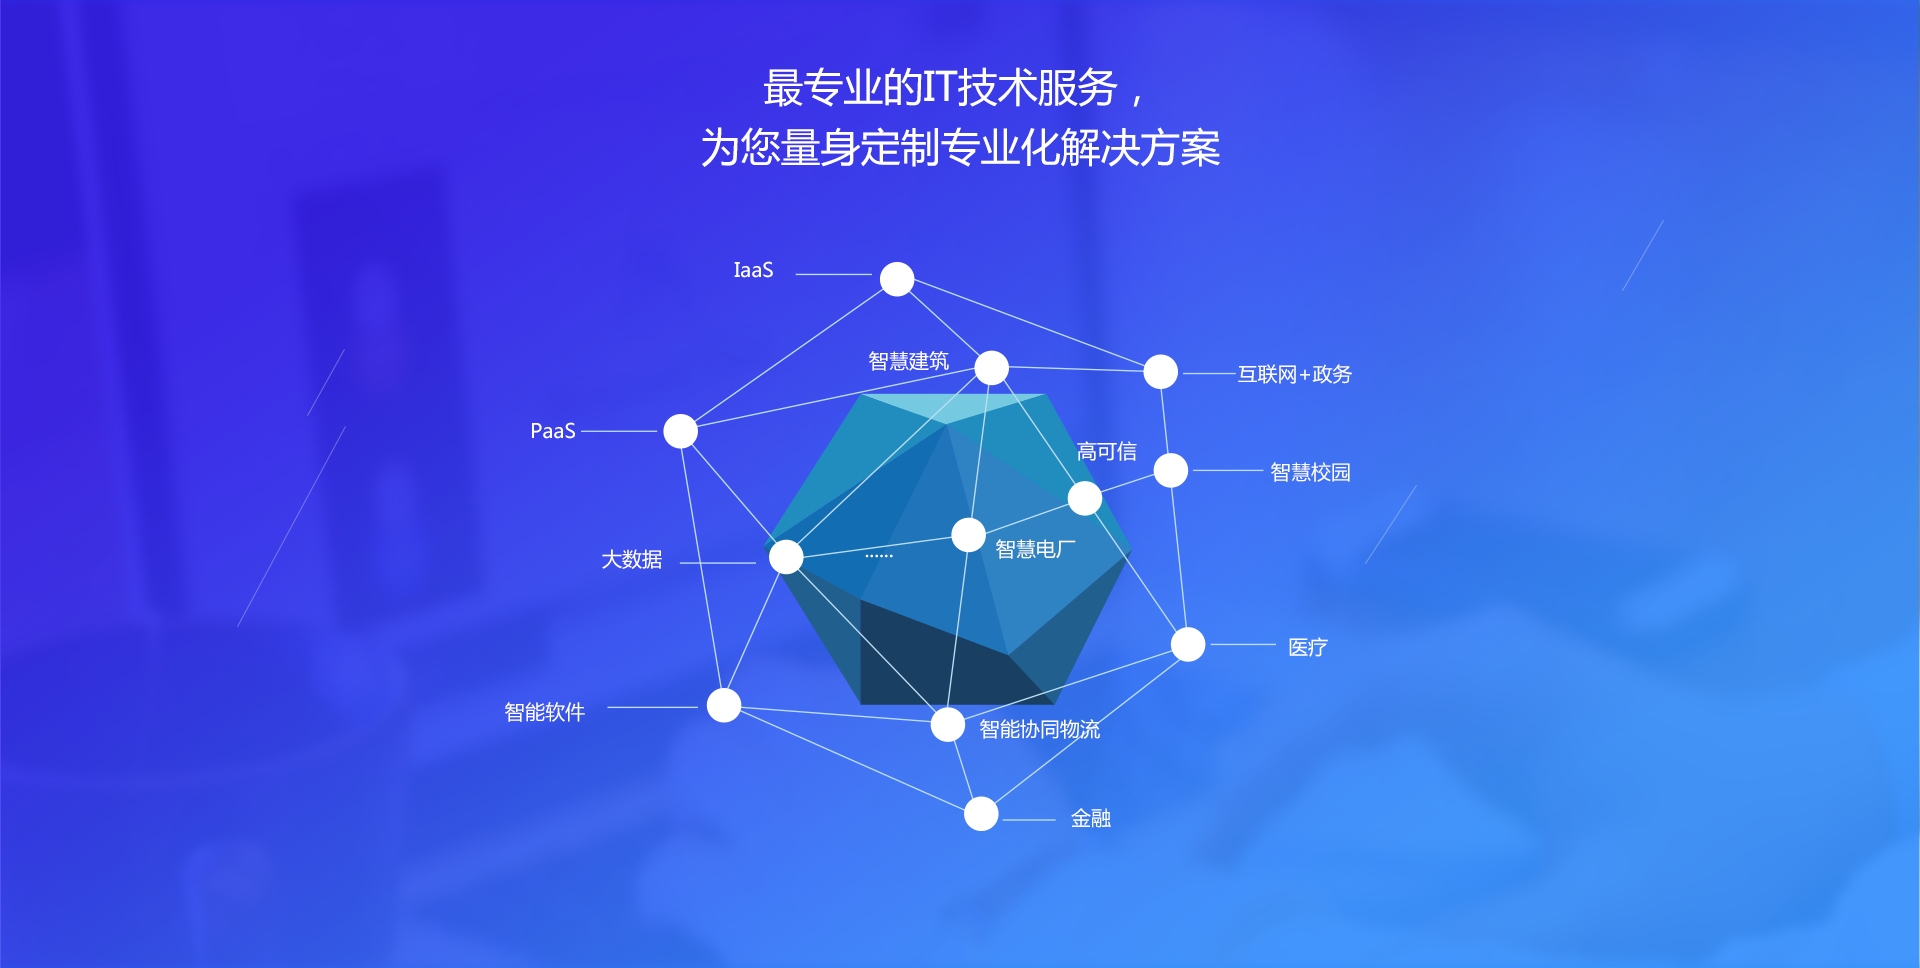 最专业的IT技术服务，
为您量身定制专业化解决方案
IaaS
智慧建筑
互联网+政务
PaaS
高可信
智慧校园
大数据
......
智慧电厂
医疗
智能软件
智能协同物流
金融